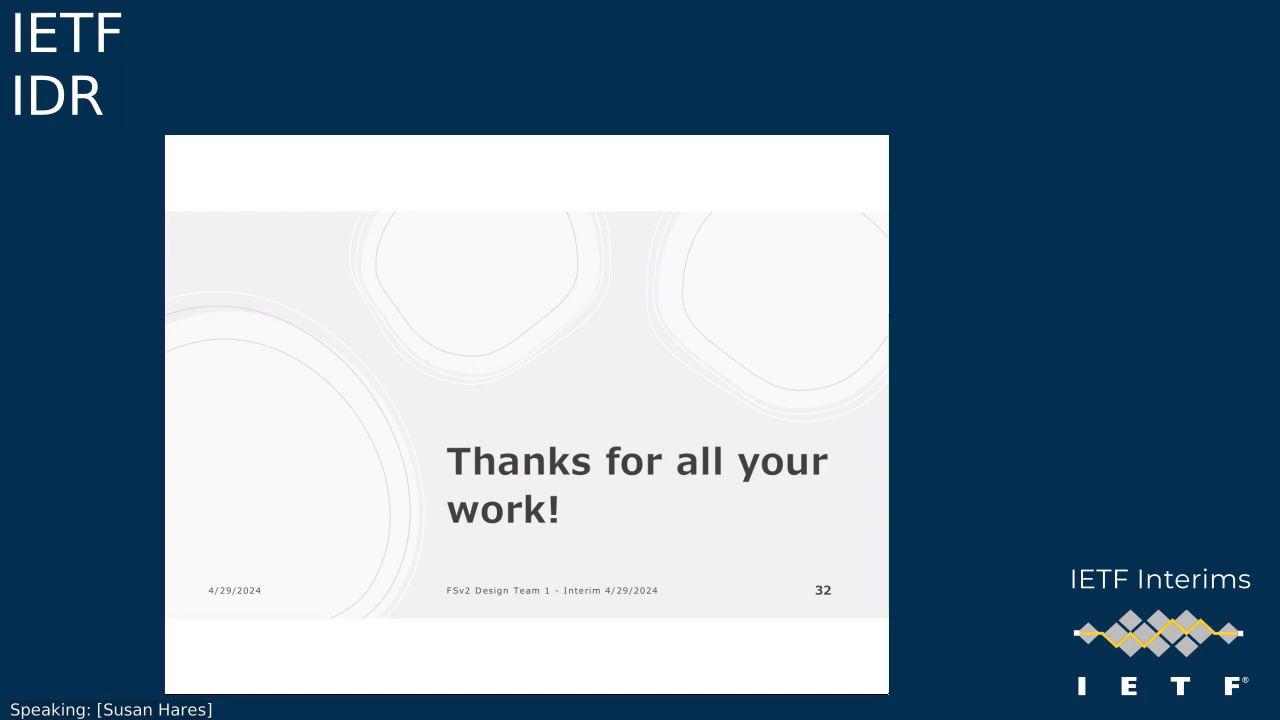 IETF
IDR
Thanks for all your
work!
4/29/2024
FSv2 Design Team 1 - Interim 4/29/2024
32
IETF Interims
I E T F®
Speaking: [Susan Hares]